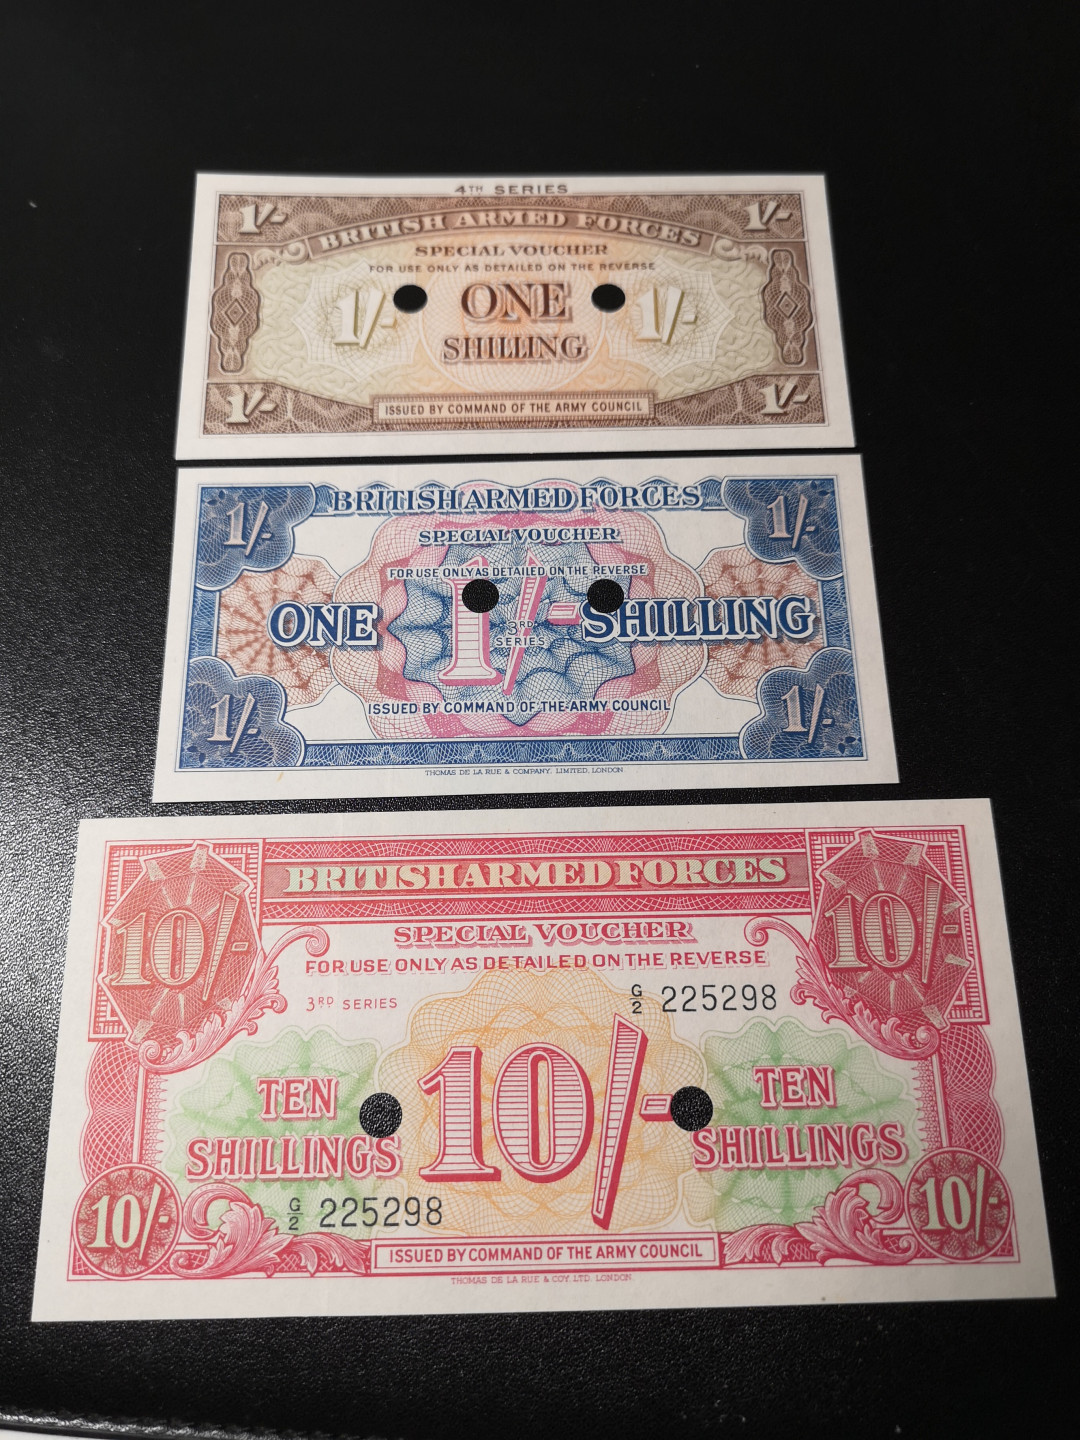 4TH SERIES
1/- 1/-
BRITISH ARMED FORCES
SPECIAL VOUCHER
FOR USE ONLY AS DETAILED ON THE REVERSE
1/- ONE 1/-
SHILLING
1/- 1/-
ISSUED BY COMMAND OF THE ARMY COUNCIL
BRITISH ARMED FORCES
1/- 1/-
SPECIAL VOUCHER
FOR USE ONLY AS DETAILED ON THE REVERSE
ONE 1/- SHILLING
3RD
SERIES
1/- 1/-
ISSUED BY COMMAND OF THE ARMY COUNCIL
THOMAS DE LA RUE & COMPANY, LIMITED, LONDON.
BRITISH ARMED FORCES
10/- 10/-
SPECIAL VOUCHER
FOR USE ONLY AS DETAILED ON THE REVERSE
3RD SERIES
G/2 225298
TEN SHILLINGS
10/-
TEN SHILLINGS
G/2 225298
10/- 10/-
ISSUED BY COMMAND OF THE ARMY COUNCIL
THOMAS DE LA RUE & COY. LTD. LONDON.